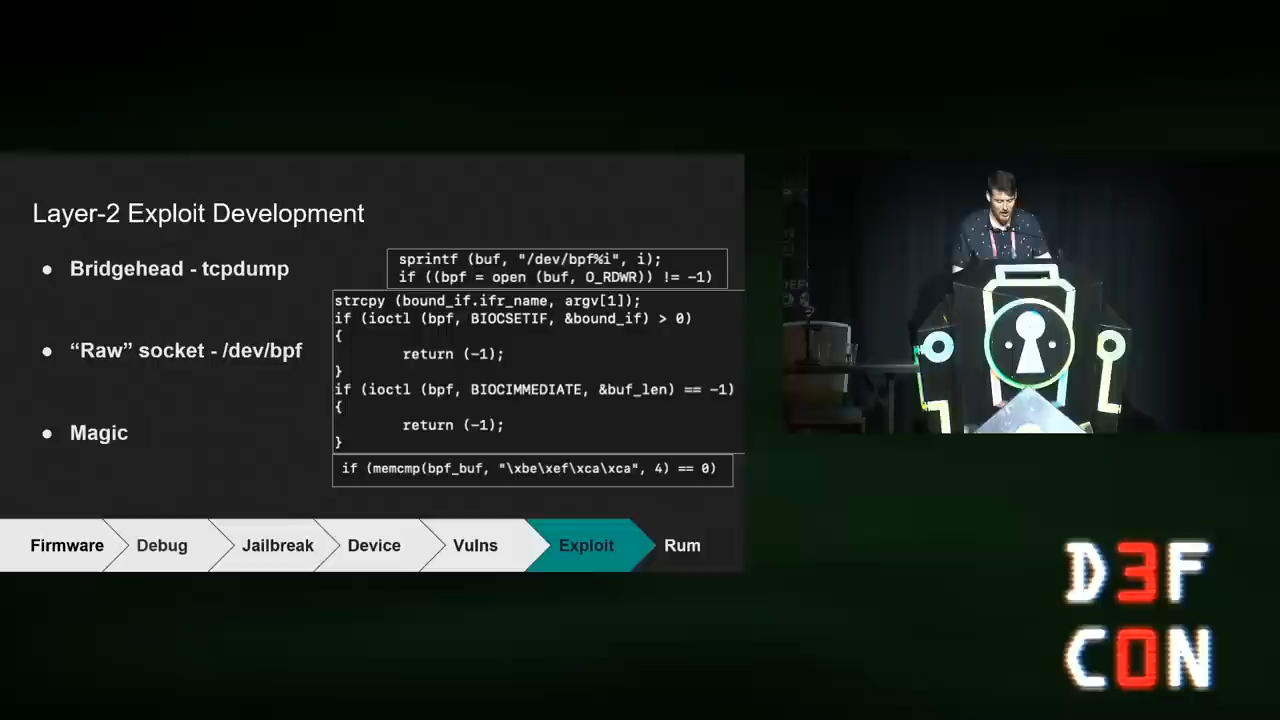 Layer-2 Exploit Development
● Bridgehead - tcpdump
● “Raw” socket - /dev/bpf
● Magic
sprintf (buf, "/dev/bpf%i", i);
if ((bpf = open (buf, O_RDWR)) != -1)
strcpy (bound_if.ifr_name, argv[1]);
if (ioctl (bpf, BIOCSETIF, &bound_if) > 0)
{
return (-1);
}
if (ioctl (bpf, BIOCIMMEDIATE, &buf_len) == -1)
{
return (-1);
}
if (memcmp(bpf_buf, "\xbe\xef\xca\xca", 4) == 0)
Firmware
Debug
Jailbreak
Device
Vulns
Exploit
Rum
D3F
C0N